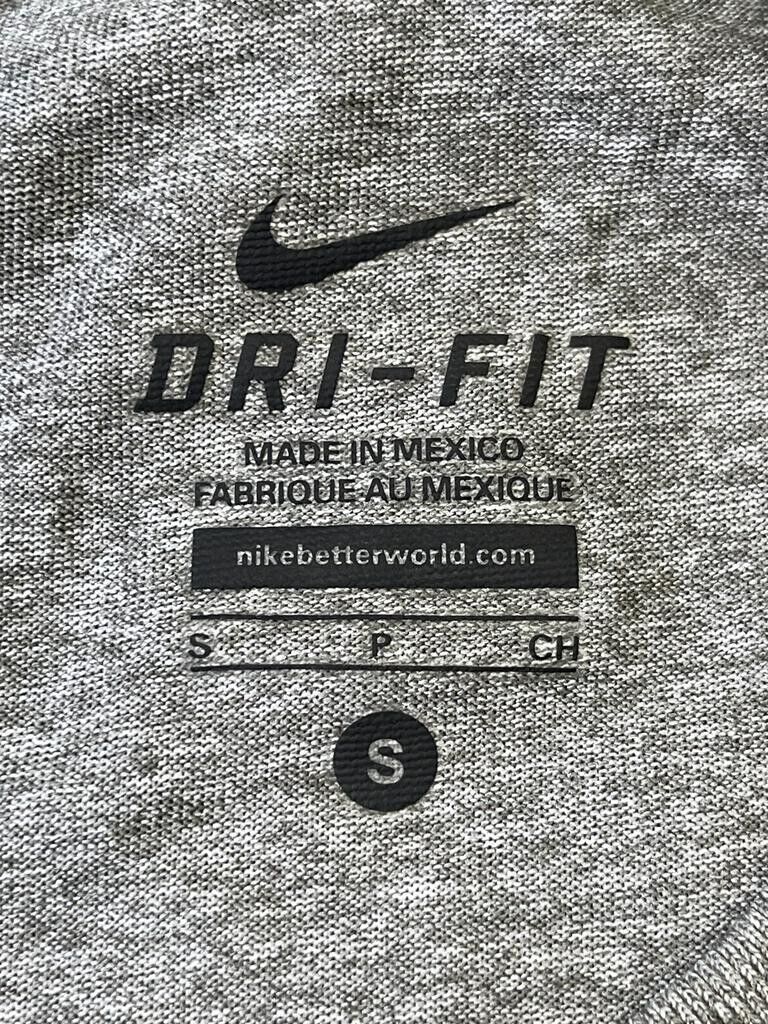 DRI-FIT
MADE IN MEXICO
FABRIQUE AU MEXIQUE
nikebetterworld.com
S P CH
S